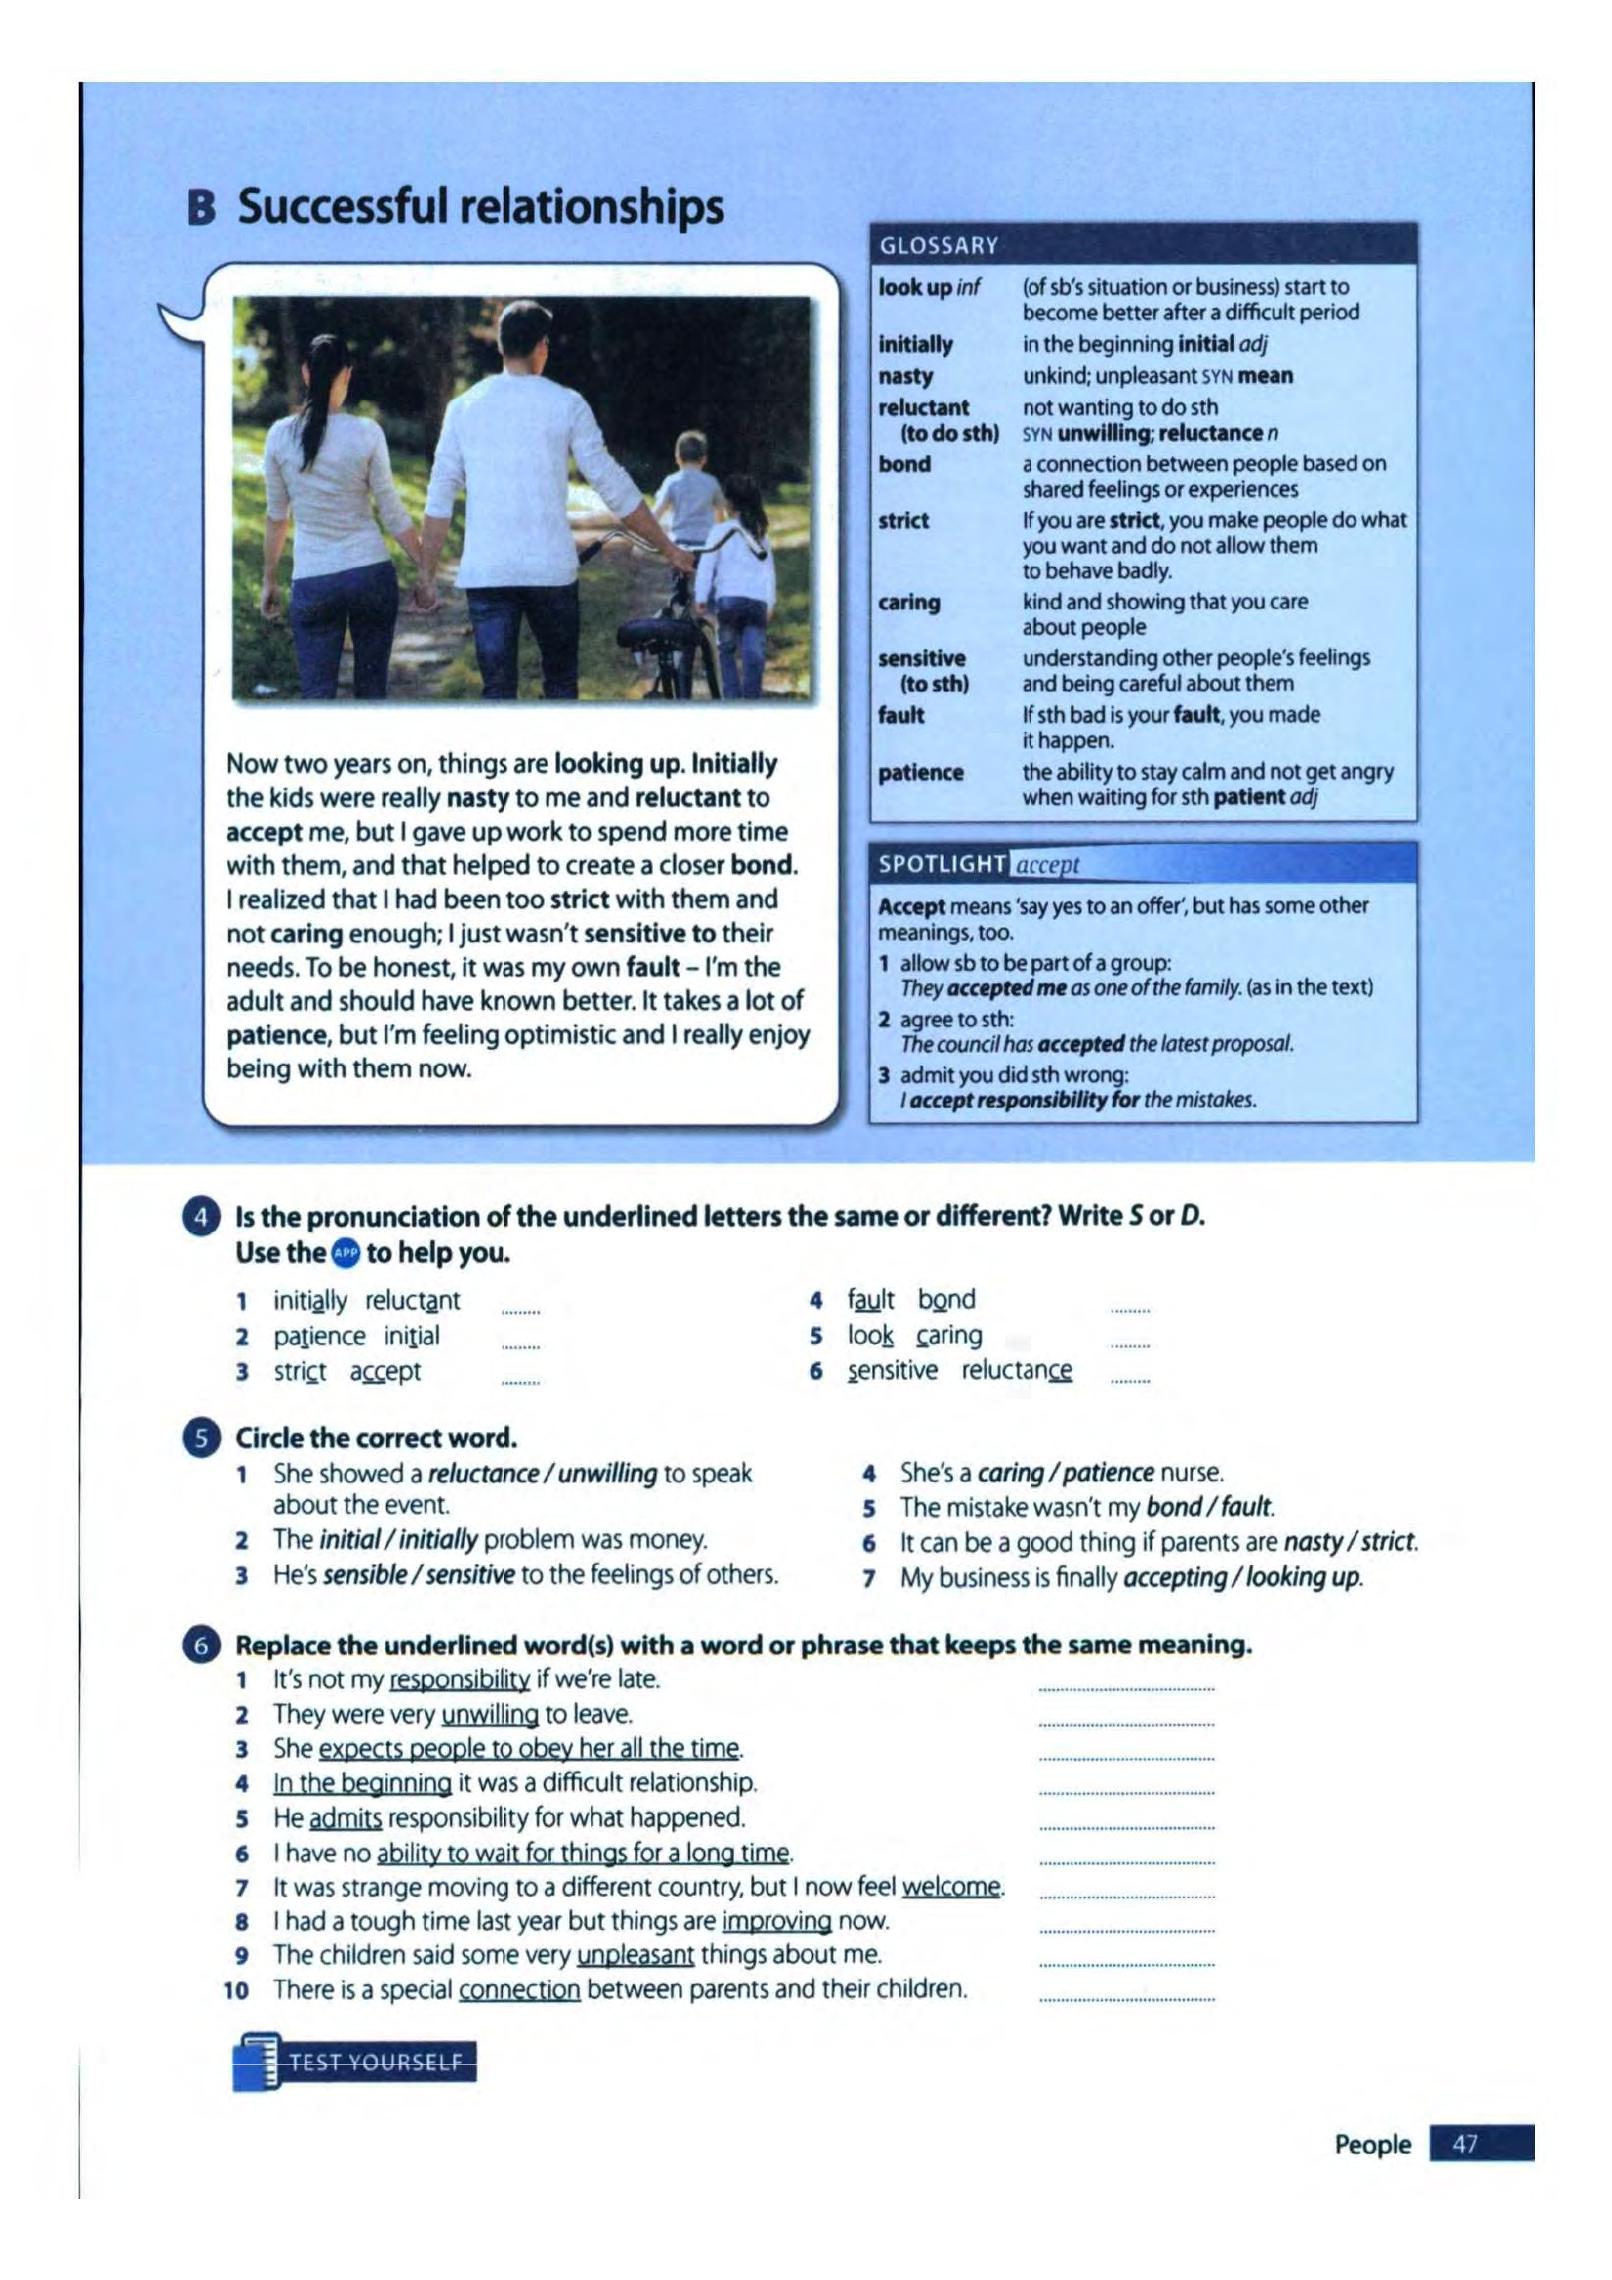 B Successful relationships
Now two years on, things are looking up. Initially
the kids were really nasty to me and reluctant to
accept me, but I gave up work to spend more time
with them, and that helped to create a closer bond.
I realized that I had been too strict with them and
not caring enough; I just wasn't sensitive to their
needs. To be honest, it was my own fault – I'm the
adult and should have known better. It takes a lot of
patience, but I'm feeling optimistic and I really enjoy
being with them now.
GLOSSARY
look up inf (of sb's situation or business) start to
become better after a difficult period
initially in the beginning initial adj
nasty unkind; unpleasant SYN mean
reluctant not wanting to do sth
(to do sth) SYN unwilling; reluctance n
bond a connection between people based on
shared feelings or experiences
strict If you are strict, you make people do what
you want and do not allow them
to behave badly.
caring kind and showing that you care
about people
sensitive understanding other people's feelings
(to sth) and being careful about them
fault If sth bad is your fault, you made
it happen.
patience the ability to stay calm and not get angry
when waiting for sth patient adj
SPOTLIGHT accept
Accept means 'say yes to an offer', but has some other
meanings, too.
1 allow sb to be part of a group:
They accepted me as one of the family. (as in the text)
2 agree to sth:
The council has accepted the latest proposal.
3 admit you did sth wrong:
I accept responsibility for the mistakes.
4 Is the pronunciation of the underlined letters the same or different? Write S or D.
Use the APP to help you.
1 initially reluctant ........
2 patience initial ........
3 strict accept ........
4 fault bond ........
5 look caring ........
6 sensitive reluctance ........
5 Circle the correct word.
1 She showed a reluctance / unwilling to speak
about the event.
2 The initial / initially problem was money.
3 He's sensible / sensitive to the feelings of others.
4 She's a caring / patience nurse.
5 The mistake wasn't my bond / fault.
6 It can be a good thing if parents are nasty / strict.
7 My business is finally accepting / looking up.
6 Replace the underlined word(s) with a word or phrase that keeps the same meaning.
1 It's not my responsibility if we're late. ........
2 They were very unwilling to leave. ........
3 She expects people to obey her all the time. ........
4 In the beginning it was a difficult relationship. ........
5 He admits responsibility for what happened. ........
6 I have no ability to wait for things for a long time. ........
7 It was strange moving to a different country, but I now feel welcome. ........
8 I had a tough time last year but things are improving now. ........
9 The children said some very unpleasant things about me. ........
10 There is a special connection between parents and their children. ........
TEST YOURSELF
People 47